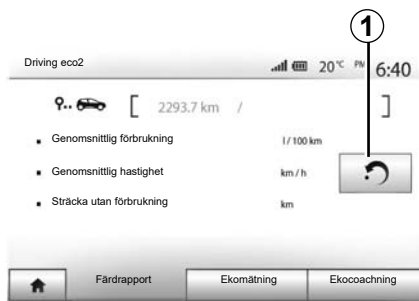 1
Driving eco2 20°C PM 6:40
2293.7 km /
Genomsnittlig förbrukning l/100 km
Genomsnittlig hastighet km/h
Sträcka utan förbrukning km
Färdrapport Ekomätning Ekocoachning